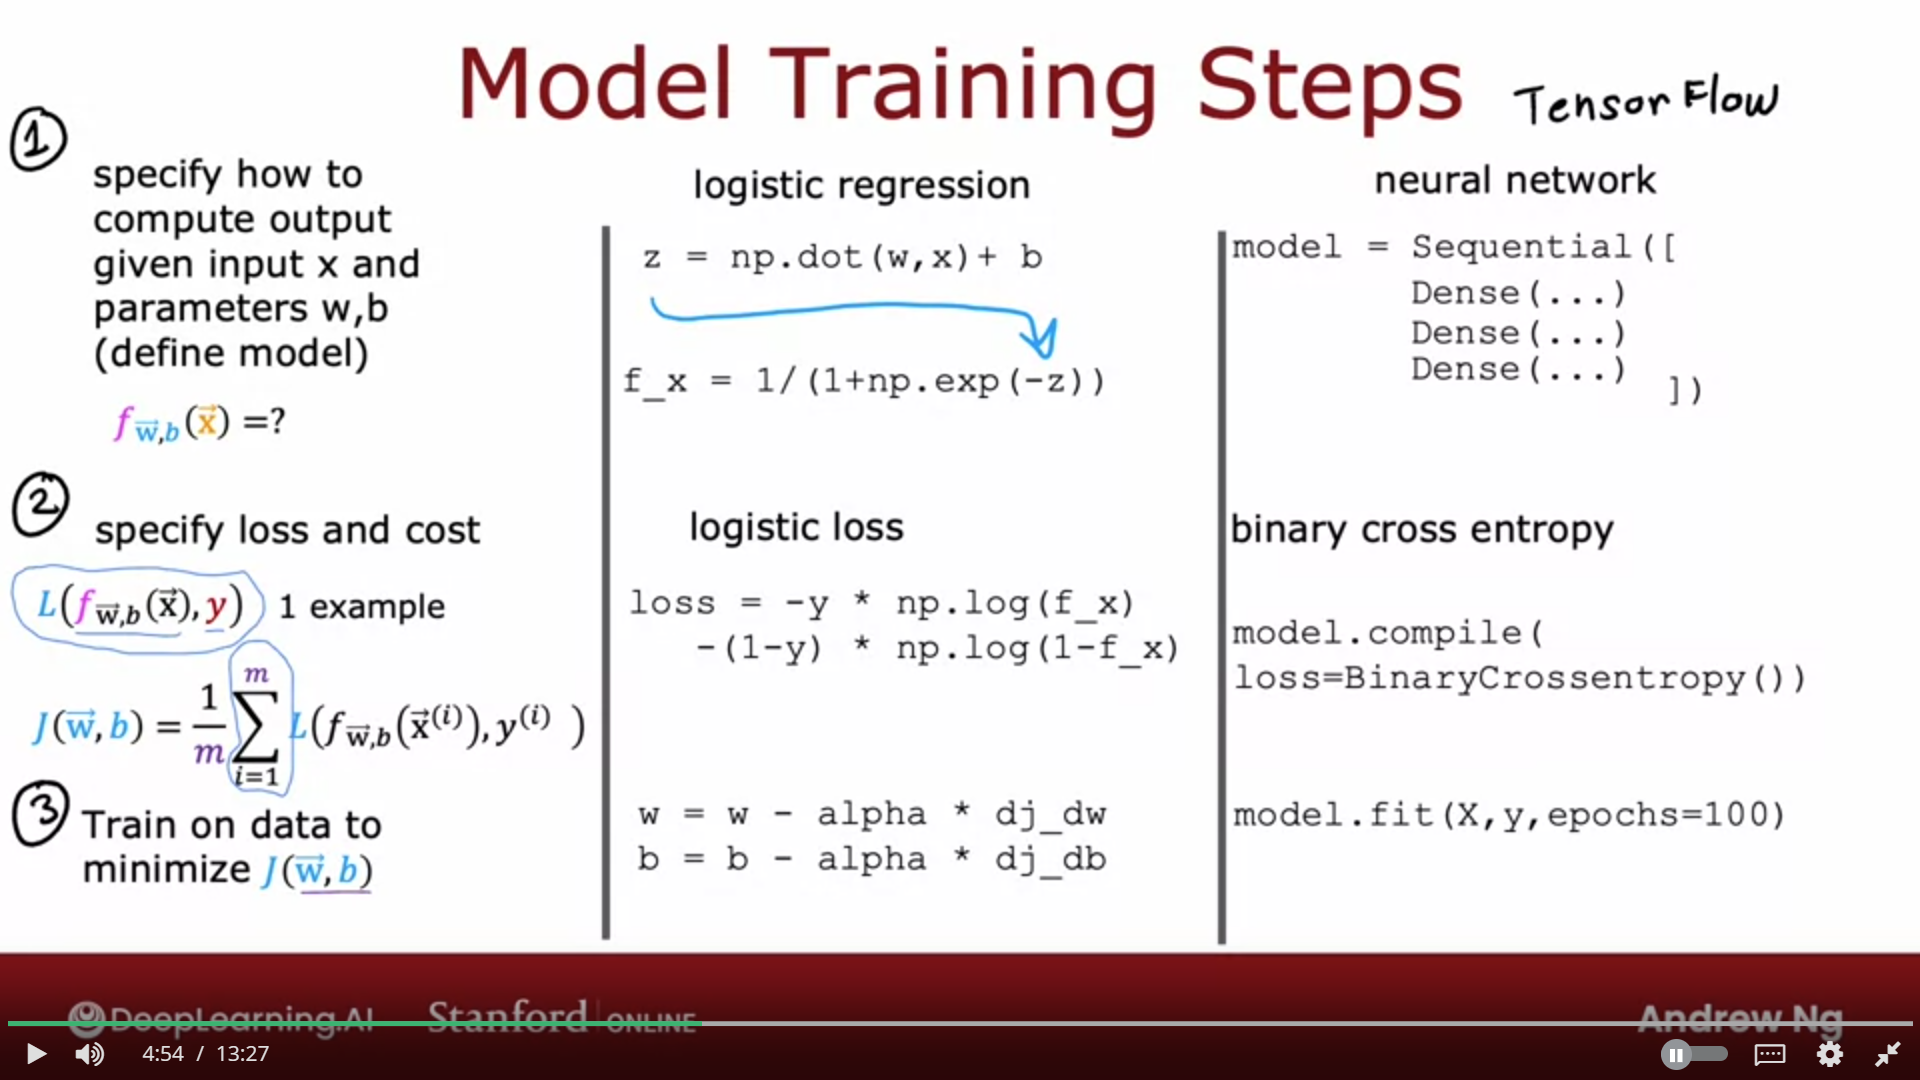 Model Training Steps
TensorFlow
1
specify how to
compute output
given input x and
parameters w,b
(define model)
f w⃗,b (x⃗) =?
logistic regression
z = np.dot(w,x)+ b
f_x = 1/(1+np.exp(-z))
neural network
model = Sequential([
Dense(...)
Dense(...)
Dense(...)
])
2
specify loss and cost
L(f w⃗,b (x⃗), y) 1 example
J(w⃗, b) = 1/m ∑ i=1 m L(f w⃗,b (x⃗⁽ⁱ⁾), y⁽ⁱ⁾ )
logistic loss
loss = -y * np.log(f_x)
-(1-y) * np.log(1-f_x)
binary cross entropy
model.compile(
loss=BinaryCrossentropy())
3
Train on data to
minimize J(w⃗, b)
w = w - alpha * dj_dw
b = b - alpha * dj_db
model.fit(X,y,epochs=100)
DeepLearning.AI
Stanford ONLINE
Andrew Ng
4:54 / 13:27